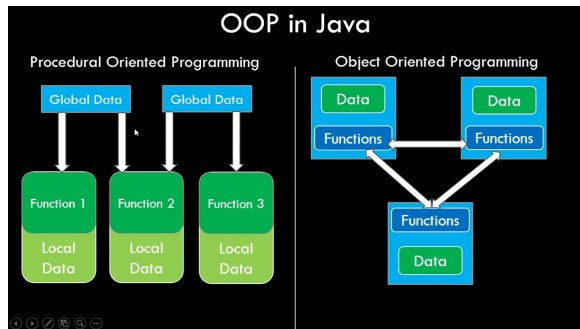 OOP in Java
Procedural Oriented Programming
Global Data
Global Data
Function 1
Function 2
Function 3
Local
Data
Local
Data
Local
Data
Object Oriented Programming
Data
Functions
Data
Functions
Functions
Data